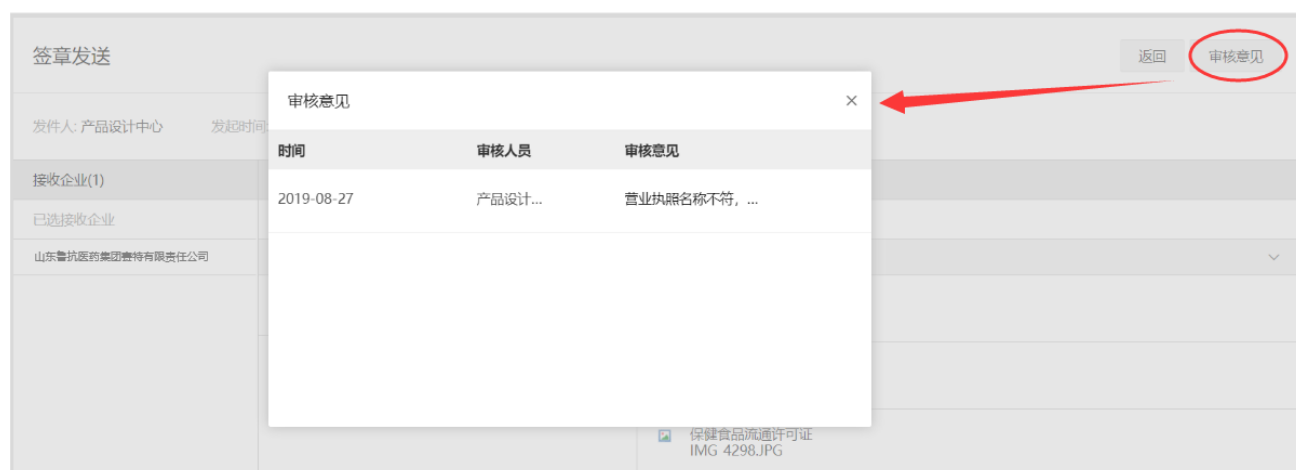 签章发送
返回
审核意见
审核意见
×
发件人: 产品设计中心 发起时间:
时间 审核人员 审核意见
接收企业(1)
2019-08-27 产品设计... 营业执照名称不符，...
已选接收企业
山东鲁抗医药集团赛特有限责任公司
保健食品流通许可证
IMG 4298.JPG